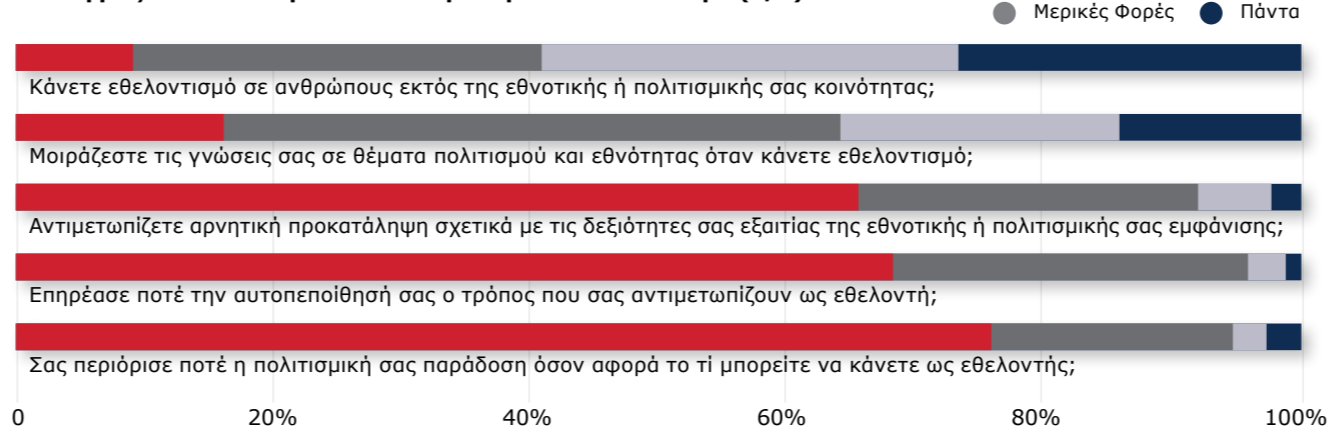 Μερικές Φορές Πάντα
Κάνετε εθελοντισμό σε ανθρώπους εκτός της εθνοτικής ή πολιτισμικής σας κοινότητας;
Μοιράζεστε τις γνώσεις σας σε θέματα πολιτισμού και εθνότητας όταν κάνετε εθελοντισμό;
Αντιμετωπίζετε αρνητική προκατάληψη σχετικά με τις δεξιότητες σας εξαιτίας της εθνοτικής ή πολιτισμικής σας εμφάνισης;
Επηρέασε ποτέ την αυτοπεποίθησή σας ο τρόπος που σας αντιμετωπίζουν ως εθελοντή;
Σας περιόρισε ποτέ η πολιτισμική σας παράδοση όσον αφορά το τί μπορείτε να κάνετε ως εθελοντής;
0 20% 40% 60% 80% 100%